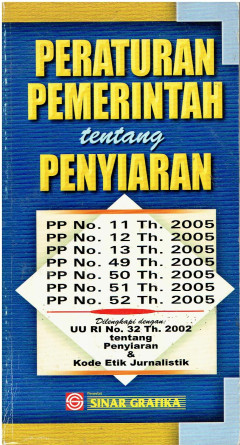 PERATURAN
PEMERINTAH
tentang
PENYIARAN
PP No. 11 Th. 2005
PP No. 12 Th. 2005
PP No. 13 Th. 2005
PP No. 49 Th. 2005
PP No. 50 Th. 2005
PP No. 51 Th. 2005
PP No. 52 Th. 2005
Dilengkapi dengan:
UU RI No. 32 Th. 2002
tentang
Penyiaran
&
Kode Etik Jurnalistik
SINAR GRAFIKA